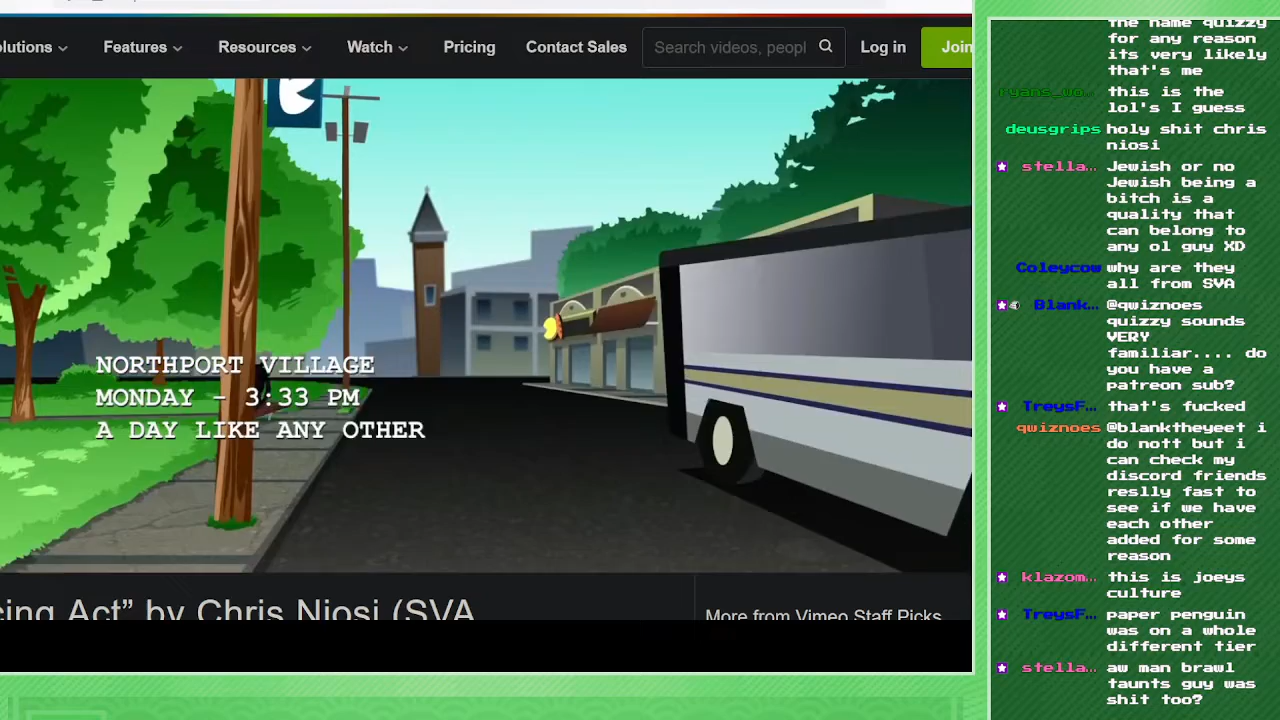 olutions
Features
Resources
Watch
Pricing
Contact Sales
Search videos, peopl
Log in
Join
NORTHPORT VILLAGE
MONDAY - 3:33 PM
A DAY LIKE ANY OTHER
cing Act” by Chris Niosi (SVA
More from Vimeo Staff Picks
the name quizzy
for any reason
its very likely
that's me
ryans_wo… this is the
lol's I guess
deusgrips holy shit chris
niosi
stella… Jewish or no
Jewish being a
bitch is a
quality that
can belong to
any ol guy XD
Coleycow why are they
all from SVA
Blank… @qwiznoes
quizzy sounds
VERY
familiar.... do
you have a
patreon sub?
TreysF… that's fucked
qwiznoes @blanktheyeet i
do nott but i
can check my
discord friends
reslly fast to
see if we have
each other
added for some
reason
klazom… this is joeys
culture
TreysF… paper penguin
was on a whole
different tier
stella… aw man brawl
taunts guy was
shit too?